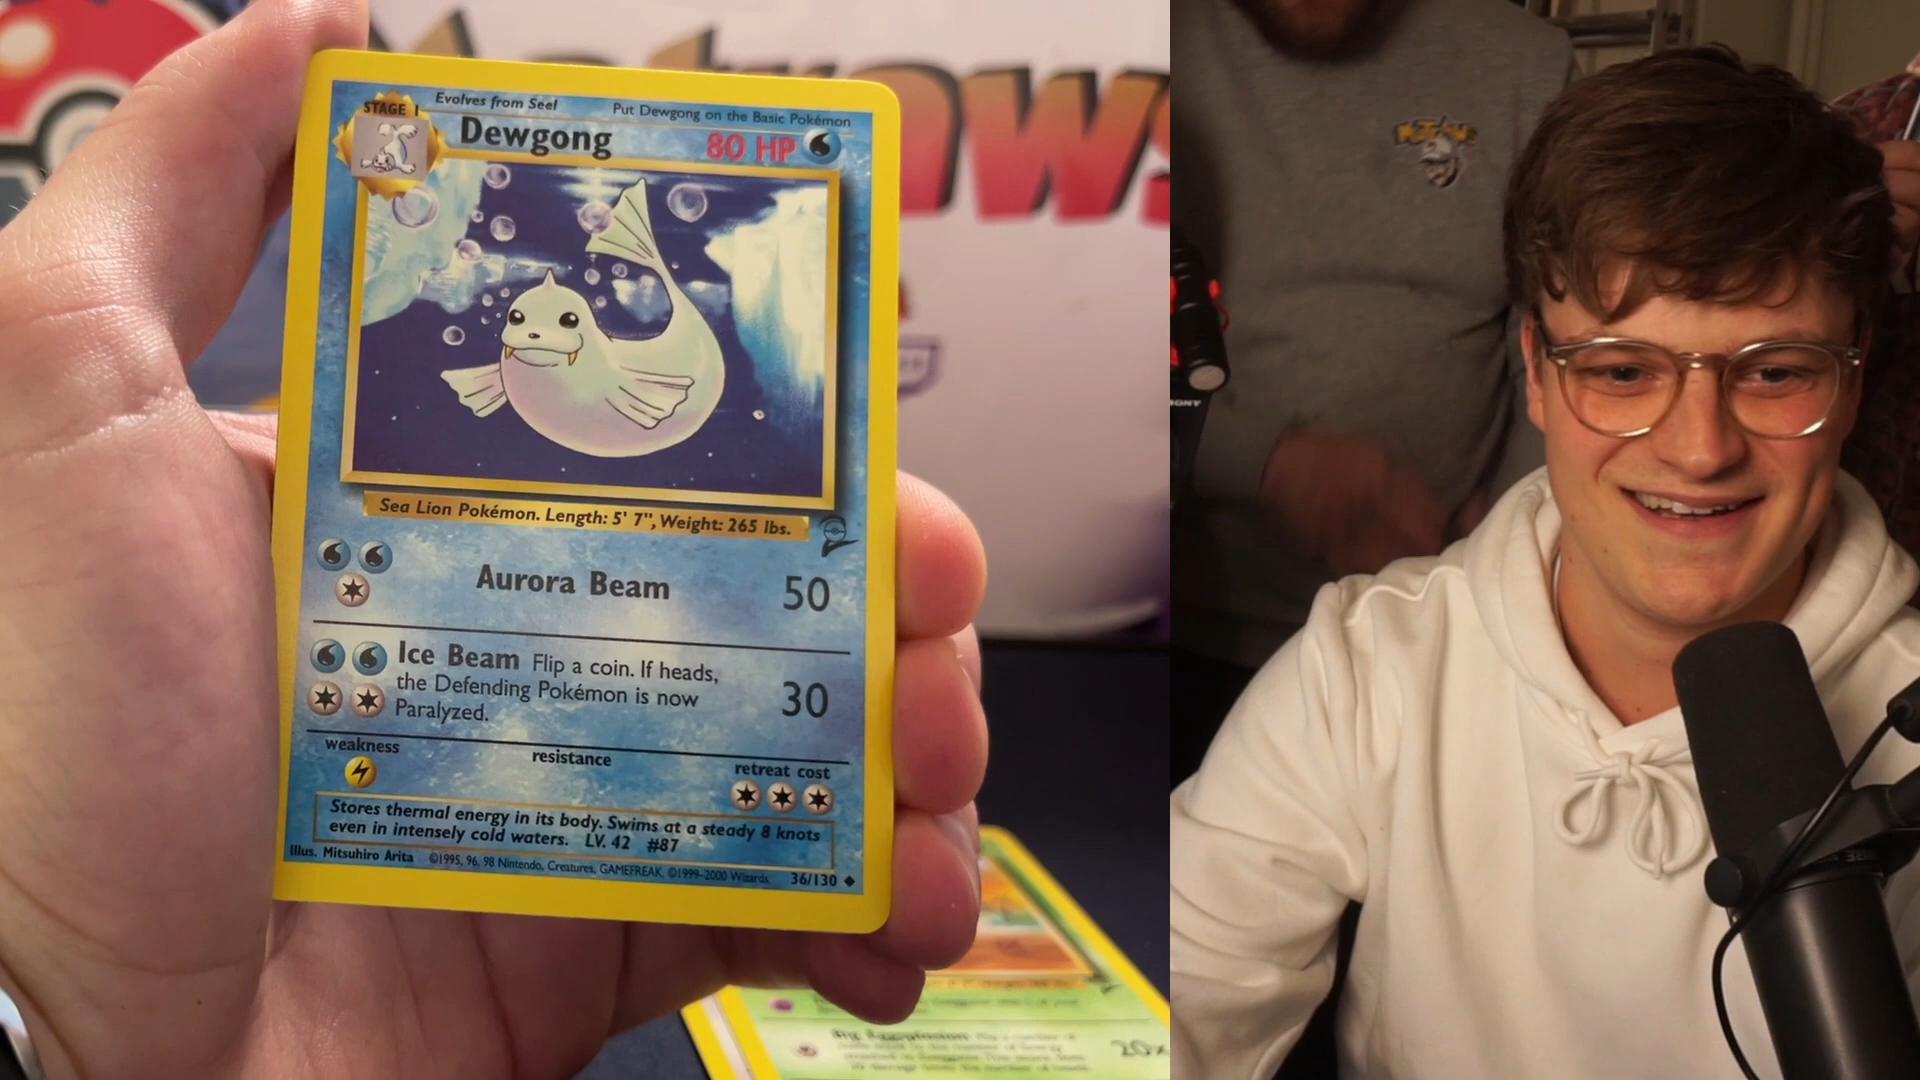 STAGE 1
Evolves from Seel
Put Dewgong on the Basic Pokémon
Dewgong
80 HP
Sea Lion Pokémon. Length: 5' 7", Weight: 265 lbs.
Aurora Beam 50
Ice Beam Flip a coin. If heads,
the Defending Pokémon is now
Paralyzed.
30
weakness
resistance
retreat cost
Stores thermal energy in its body. Swims at a steady 8 knots
even in intensely cold waters. LV. 42 #87
Illus. Mitsuhiro Arita ©1995, 96, 98 Nintendo, Creatures, GAMEFREAK. ©1999-2000 Wizards. 36/130
20x
SONY